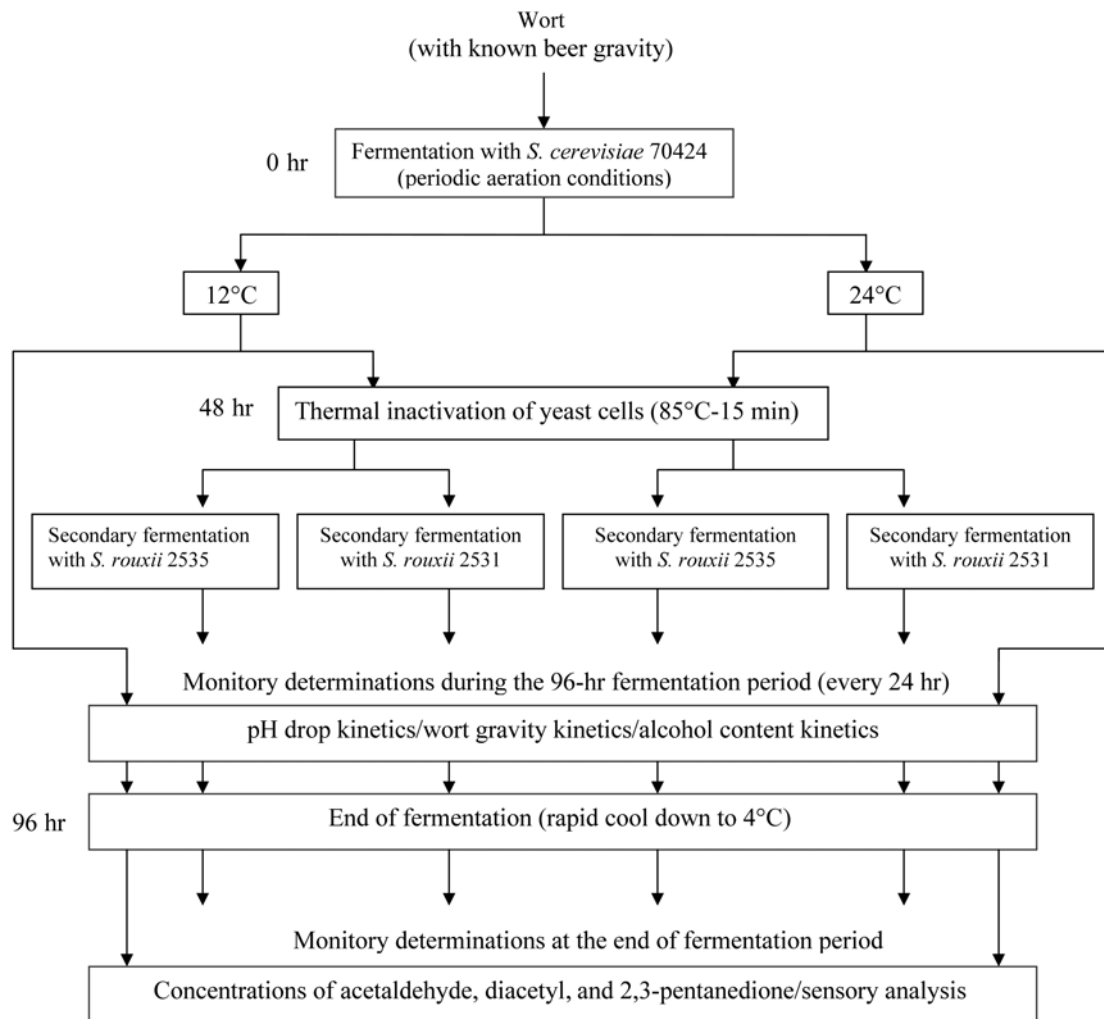 Wort
(with known beer gravity)
0 hr
Fermentation with S. cerevisiae 70424
(periodic aeration conditions)
12°C
24°C
48 hr
Thermal inactivation of yeast cells (85°C-15 min)
Secondary fermentation
with S. rouxii 2535
Secondary fermentation
with S. rouxii 2531
Secondary fermentation
with S. rouxii 2535
Secondary fermentation
with S. rouxii 2531
Monitory determinations during the 96-hr fermentation period (every 24 hr)
pH drop kinetics/wort gravity kinetics/alcohol content kinetics
96 hr
End of fermentation (rapid cool down to 4°C)
Monitory determinations at the end of fermentation period
Concentrations of acetaldehyde, diacetyl, and 2,3-pentanedione/sensory analysis